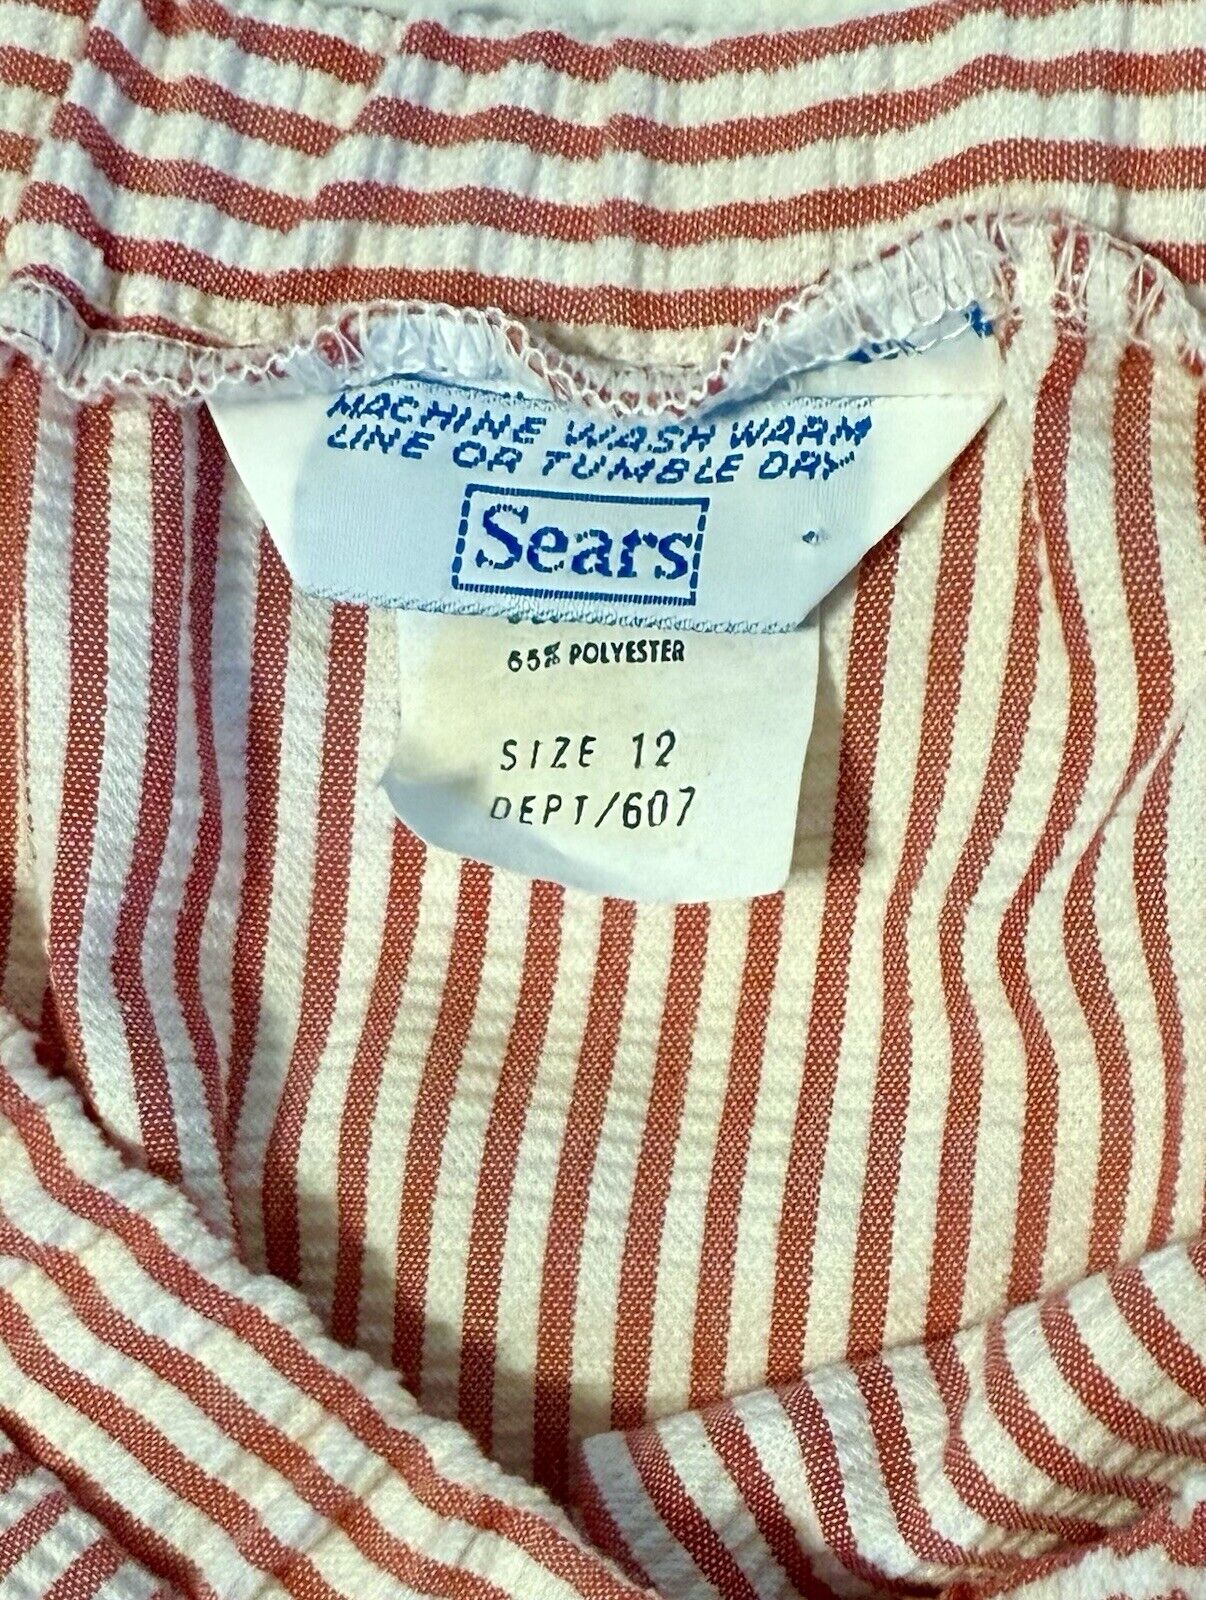 MACHINE WASH WARM
LINE OR TUMBLE DRY
Sears
65% POLYESTER
SIZE 12
DEPT/607